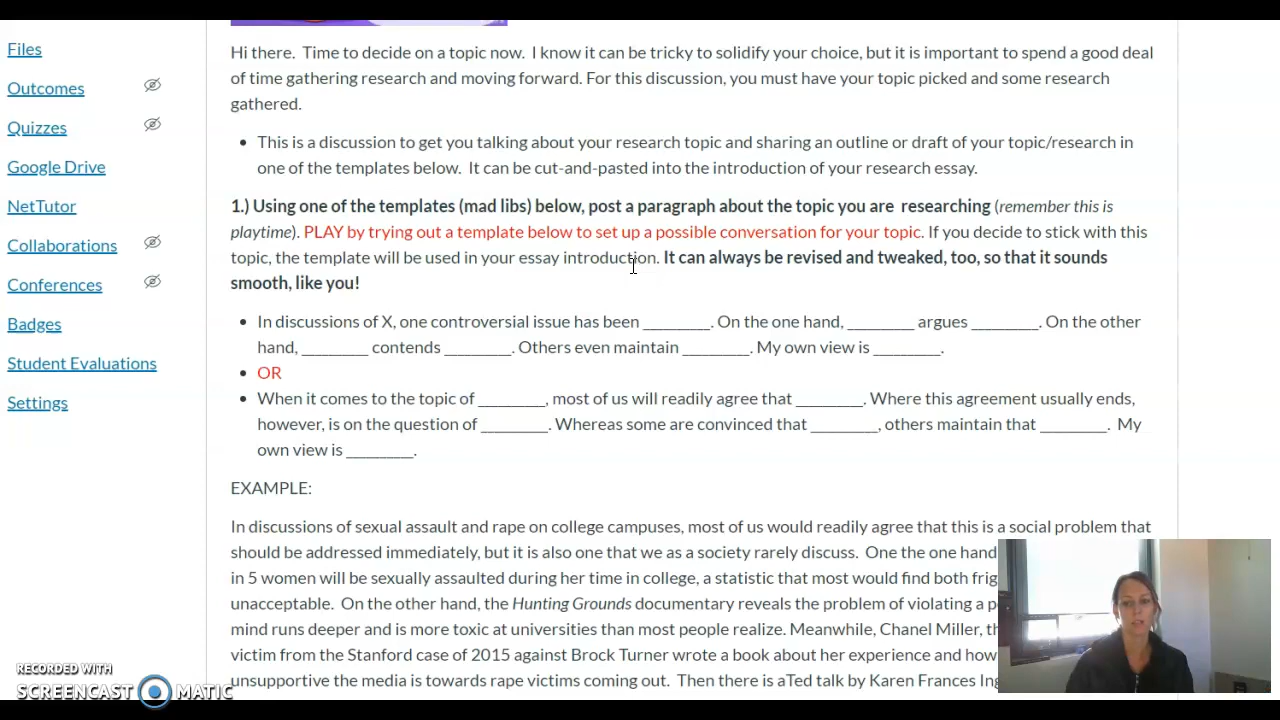 Files
Outcomes
Quizzes
Google Drive
NetTutor
Collaborations
Conferences
Badges
Student Evaluations
Settings
Hi there.  Time to decide on a topic now.  I know it can be tricky to solidify your choice, but it is important to spend a good deal
of time gathering research and moving forward. For this discussion, you must have your topic picked and some research
gathered.
This is a discussion to get you talking about your research topic and sharing an outline or draft of your topic/research in
one of the templates below.  It can be cut-and-pasted into the introduction of your research essay.
1.) Using one of the templates (mad libs) below, post a paragraph about the topic you are  researching (remember this is
playtime). PLAY by trying out a template below to set up a possible conversation for your topic. If you decide to stick with this
topic, the template will be used in your essay introduction. It can always be revised and tweaked, too, so that it sounds
smooth, like you!
In discussions of X, one controversial issue has been _________. On the one hand, _________ argues _________. On the other
hand, _________ contends _________. Others even maintain _________. My own view is _________.
OR
When it comes to the topic of _________, most of us will readily agree that _________. Where this agreement usually ends,
however, is on the question of _________. Whereas some are convinced that _________, others maintain that _________.  My
own view is _________.
EXAMPLE:
In discussions of sexual assault and rape on college campuses, most of us would readily agree that this is a social problem that
should be addressed immediately, but it is also one that we as a society rarely discuss.  One the one hand
in 5 women will be sexually assaulted during her time in college, a statistic that most would find both
unacceptable.  On the other hand, the Hunting Grounds documentary reveals the problem of violating a
mind runs deeper and is more toxic at universities than most people realize. Meanwhile, Chanel Miller,
victim from the Stanford case of 2015 against Brock Turner wrote a book about her experience and how
unsupportive the media is towards rape victims coming out.  Then there is aTed talk by Karen Frances
RECORDED WITH
SCREENCAST MATIC